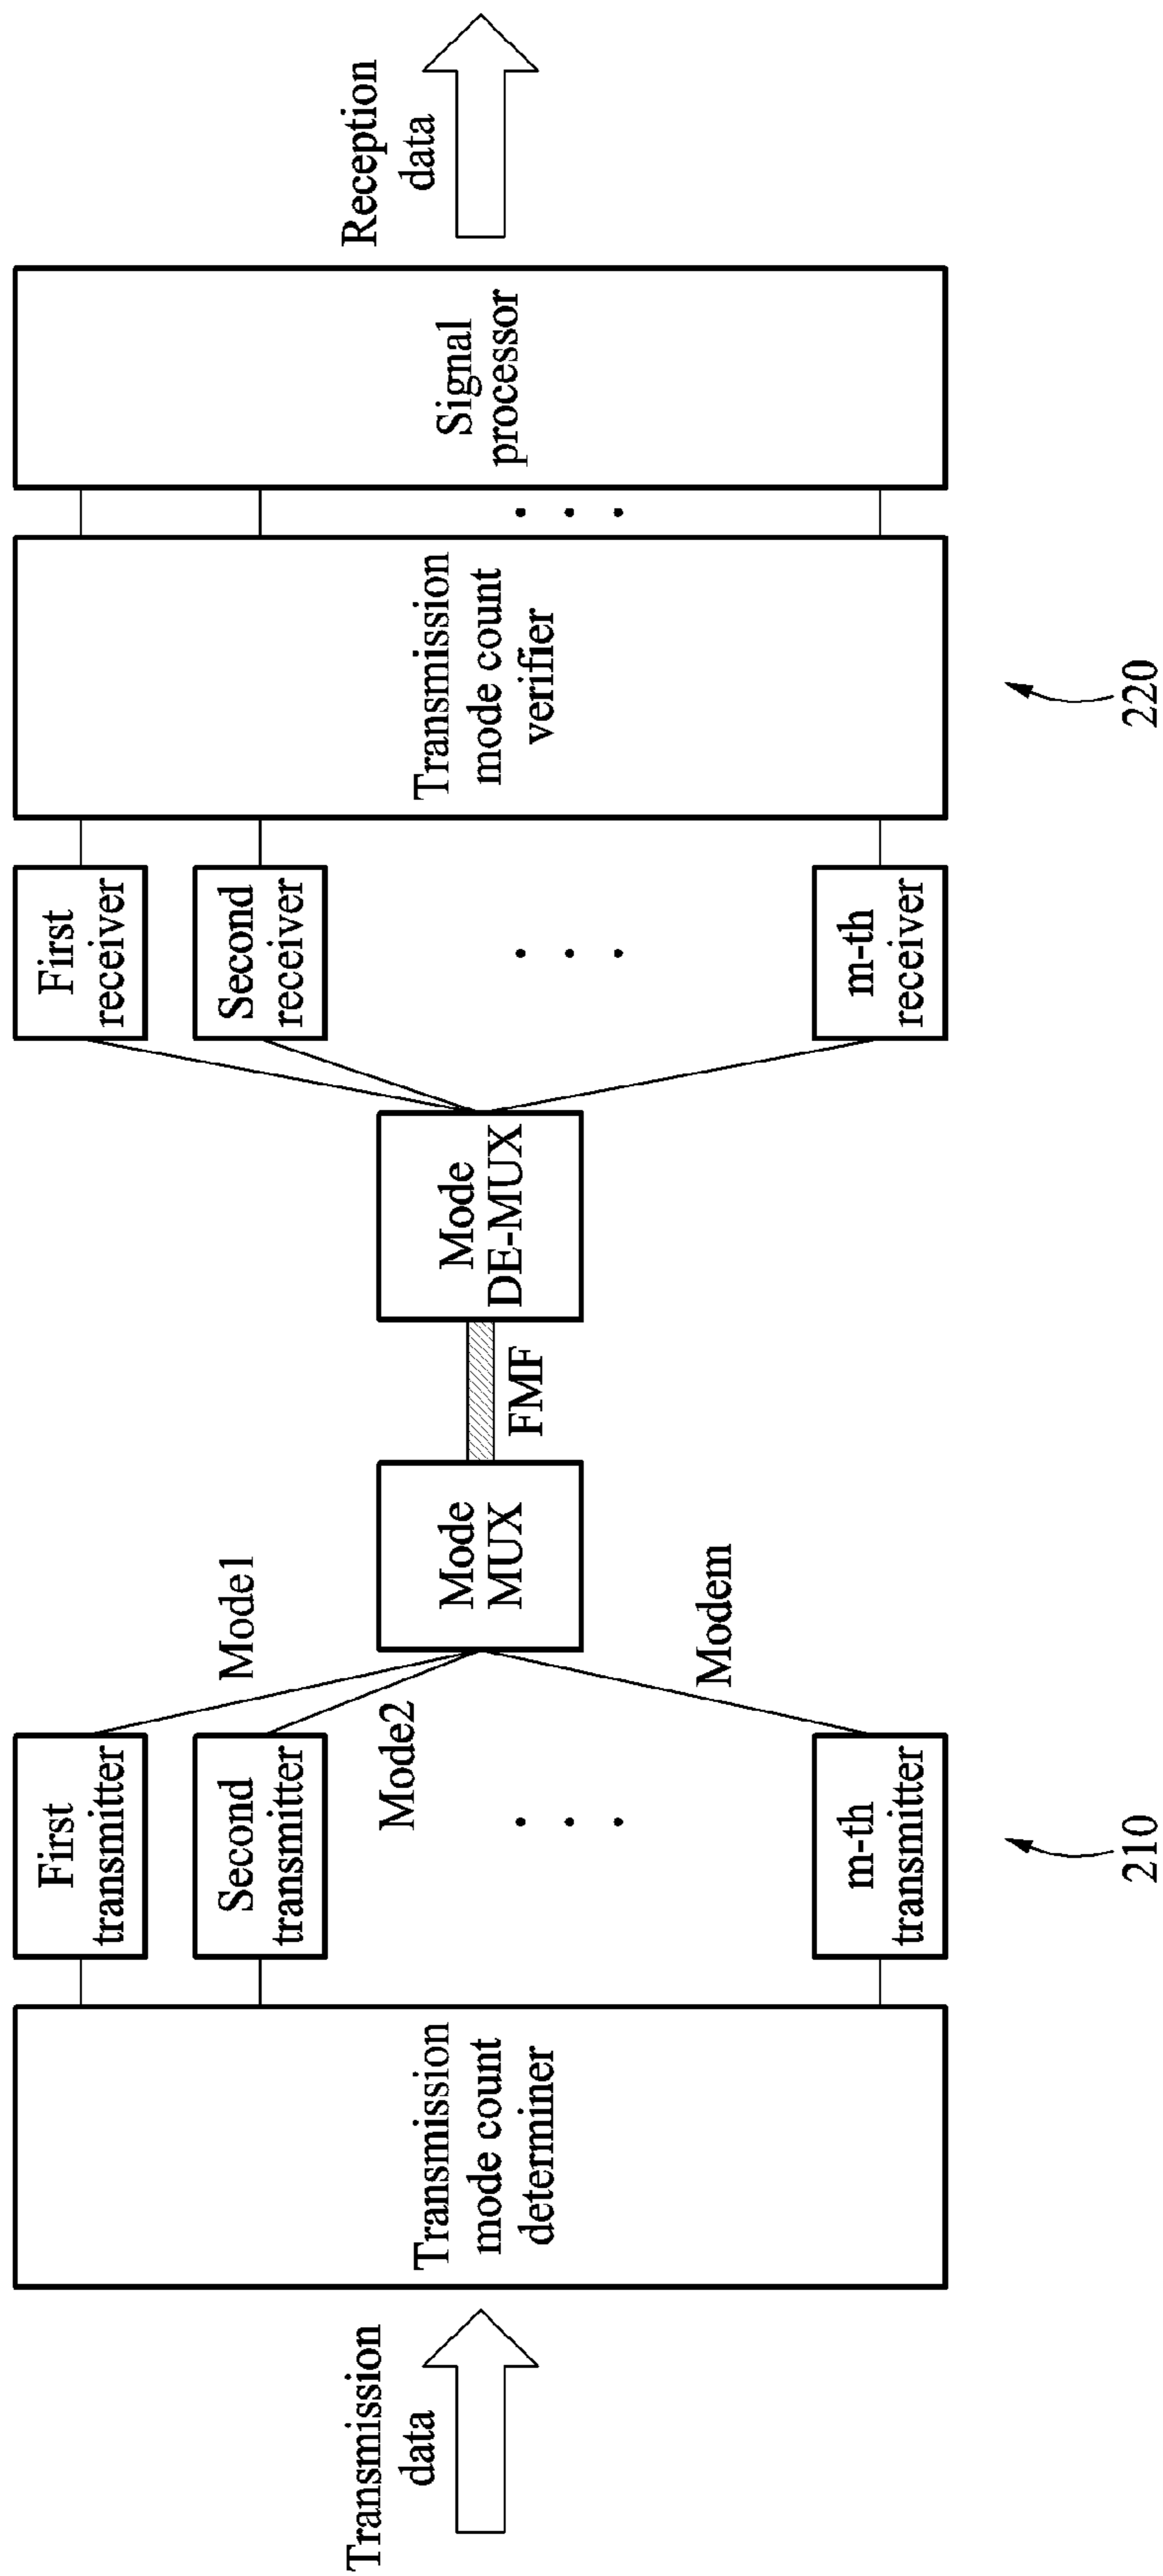 Transmission
data
Transmission
mode count
determiner
First
transmitter
Second
transmitter
m-th
transmitter
Mode1
Mode2
Modem
Mode
MUX
FMF
Mode
DE-MUX
First
receiver
Second
receiver
m-th
receiver
Transmission
mode count
verifier
Signal
processor
Reception
data
210
220